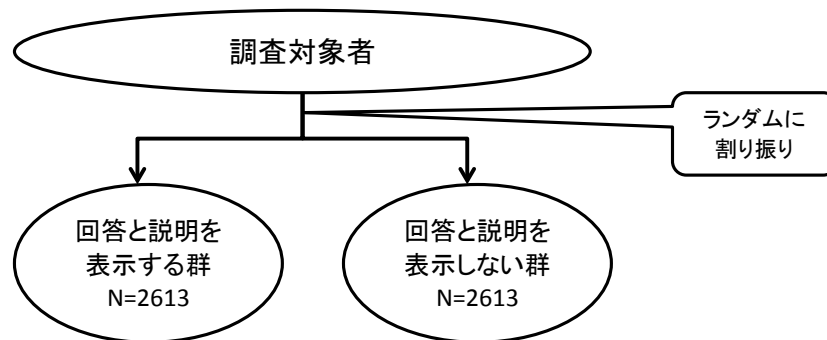 調査対象者
ランダムに
割り振り
回答と説明を
表示する群
N=2613
回答と説明を
表示しない群
N=2613